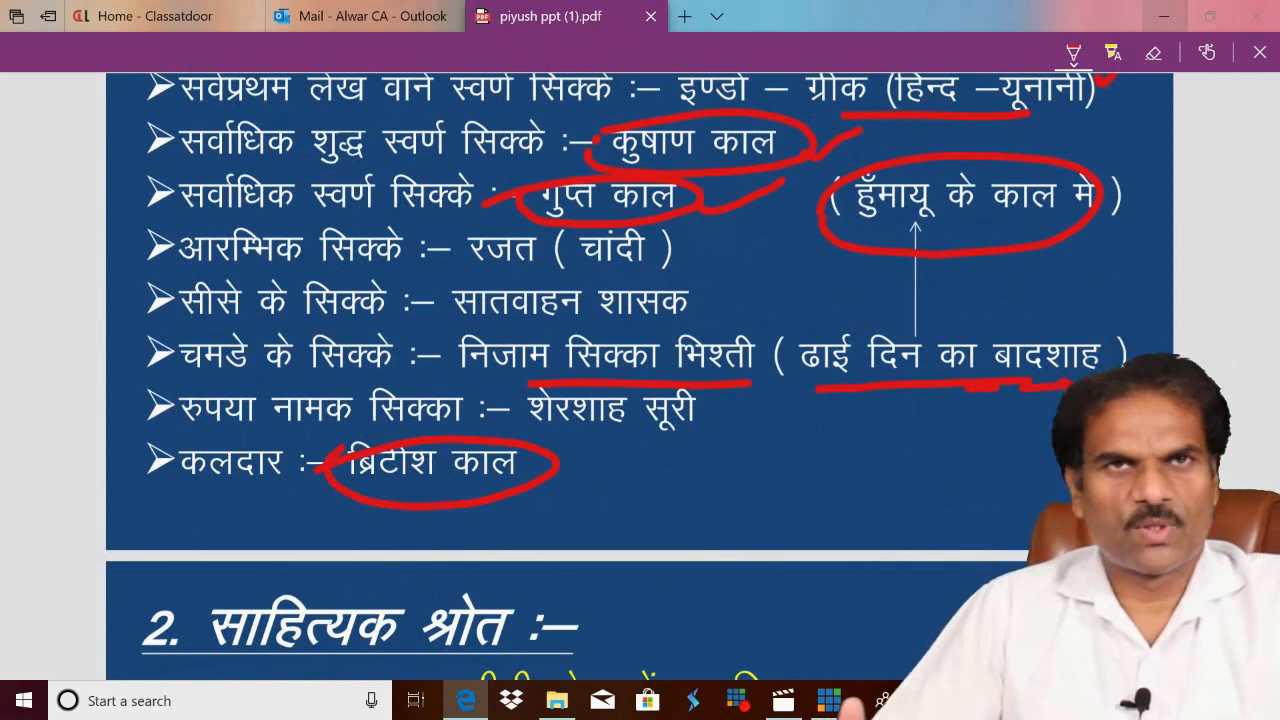 Home - Classatdoor
Mail - Alwar CA - Outlook
piyush ppt (1).pdf
सर्वप्रथम लेख वाने स्वर्ण सिक्के :– इण्डो – ग्रीक (हिन्द –यूनानी)
सर्वाधिक शुद्ध स्वर्ण सिक्के :– कुषाण काल
सर्वाधिक स्वर्ण सिक्के :– गुप्त काल ( हुँमायू के काल मे )
आरम्भिक सिक्के :– रजत ( चांदी )
सीसे के सिक्के :– सातवाहन शासक
चमडे के सिक्के :– निजाम सिक्का भिश्ती ( ढाई दिन का बादशाह )
रुपया नामक सिक्का :– शेरशाह सूरी
कलदार :– ब्रिटीश काल
2. साहित्यक श्रोत :–
Start a search